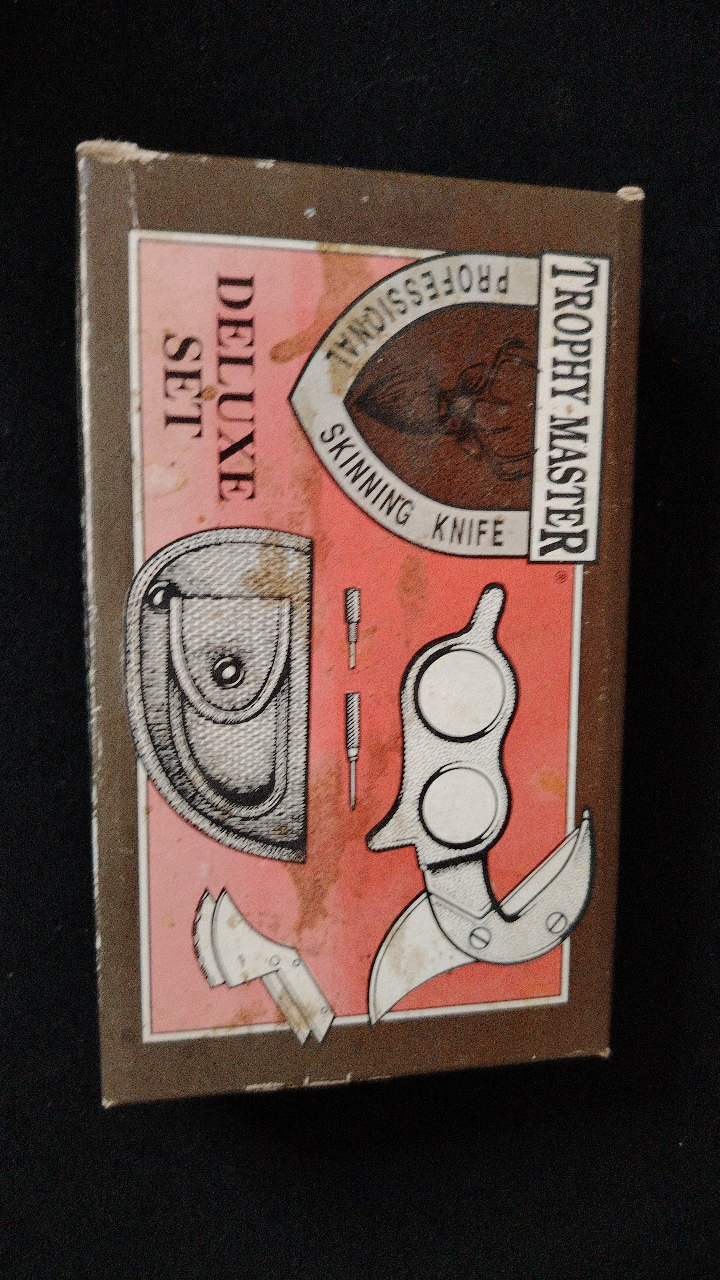 TROPHY MASTER®
PROFESSIONAL
SKINNING KNIFE
DELUXE
SET